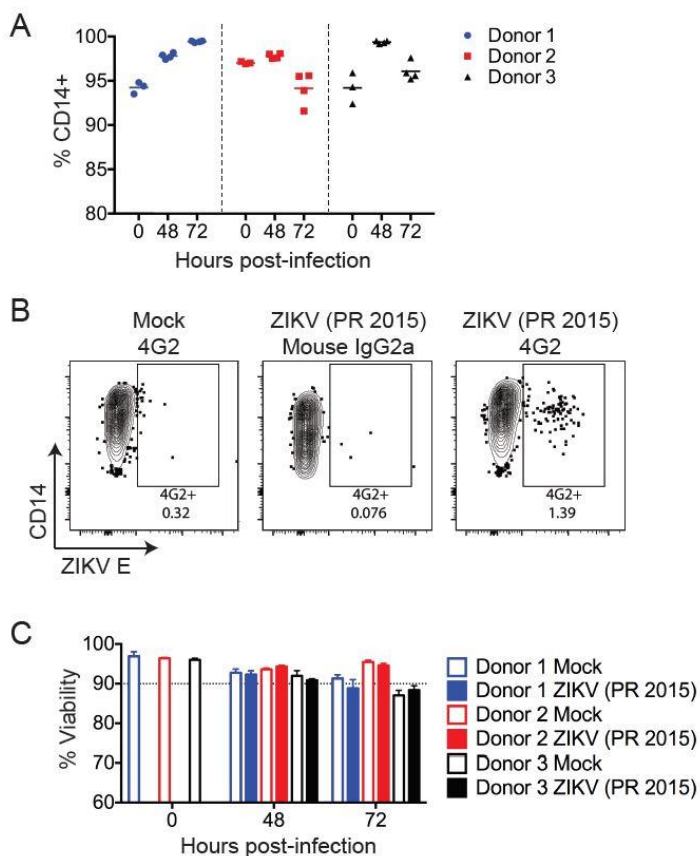 A
% CD14+
100
95
90
85
80
0 48 72 0 48 72 0 48 72
Hours post-infection
Donor 1
Donor 2
Donor 3
B
Mock
4G2
ZIKV (PR 2015)
Mouse IgG2a
ZIKV (PR 2015)
4G2
4G2+
0.32
4G2+
0.076
4G2+
1.39
CD14
ZIKV E
C
% Viability
100
90
80
70
60
0 48 72
Hours post-infection
Donor 1 Mock
Donor 1 ZIKV (PR 2015)
Donor 2 Mock
Donor 2 ZIKV (PR 2015)
Donor 3 Mock
Donor 3 ZIKV (PR 2015)